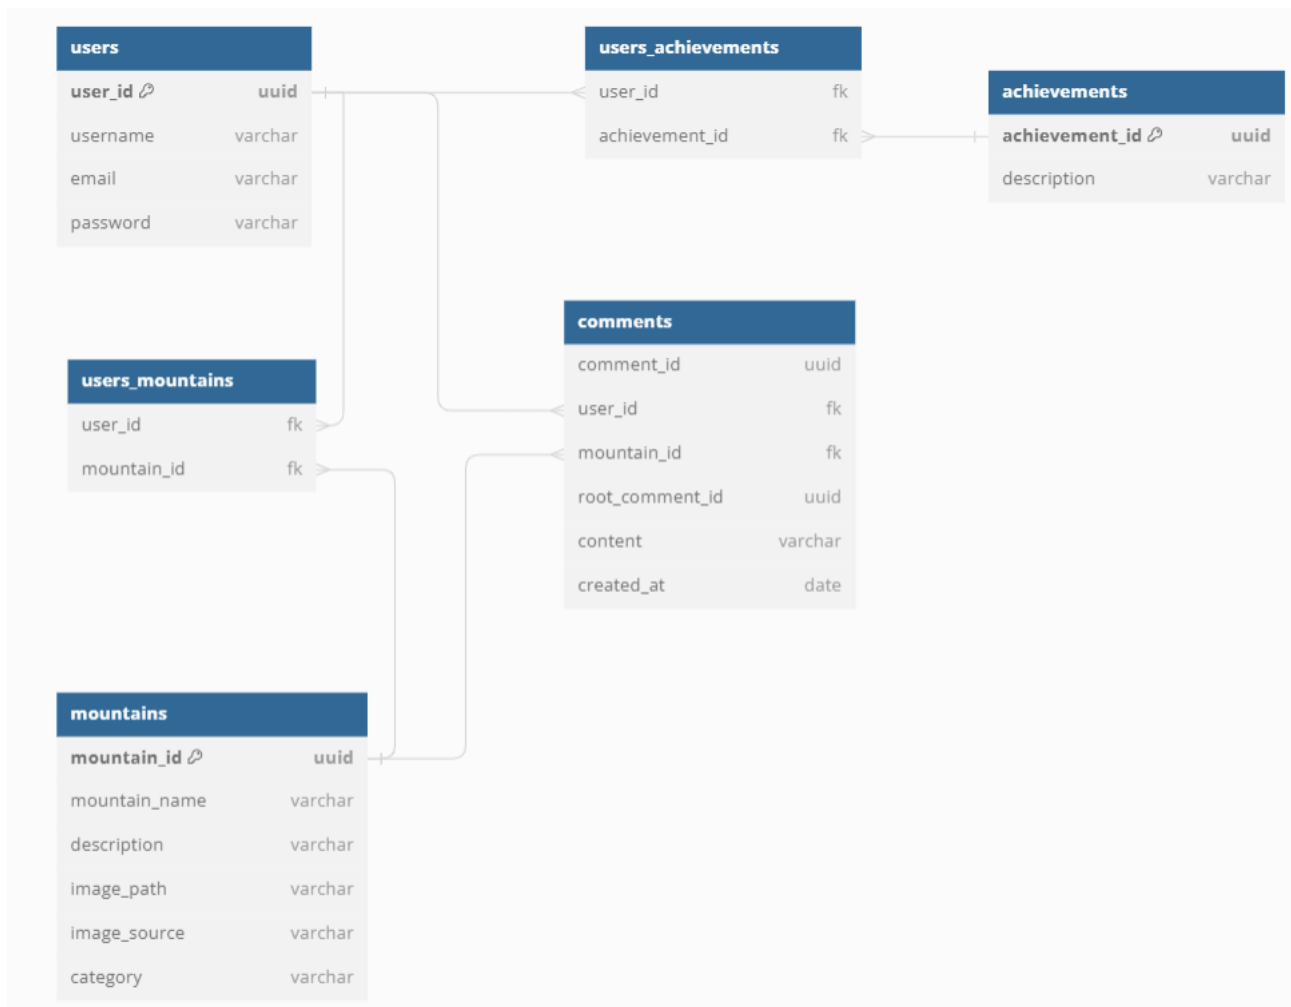 users
user_id uuid
username varchar
email varchar
password varchar
users_achievements
user_id fk
achievement_id fk
achievements
achievement_id uuid
description varchar
comments
comment_id uuid
user_id fk
mountain_id fk
root_comment_id uuid
content varchar
created_at date
users_mountains
user_id fk
mountain_id fk
mountains
mountain_id uuid
mountain_name varchar
description varchar
image_path varchar
image_source varchar
category varchar